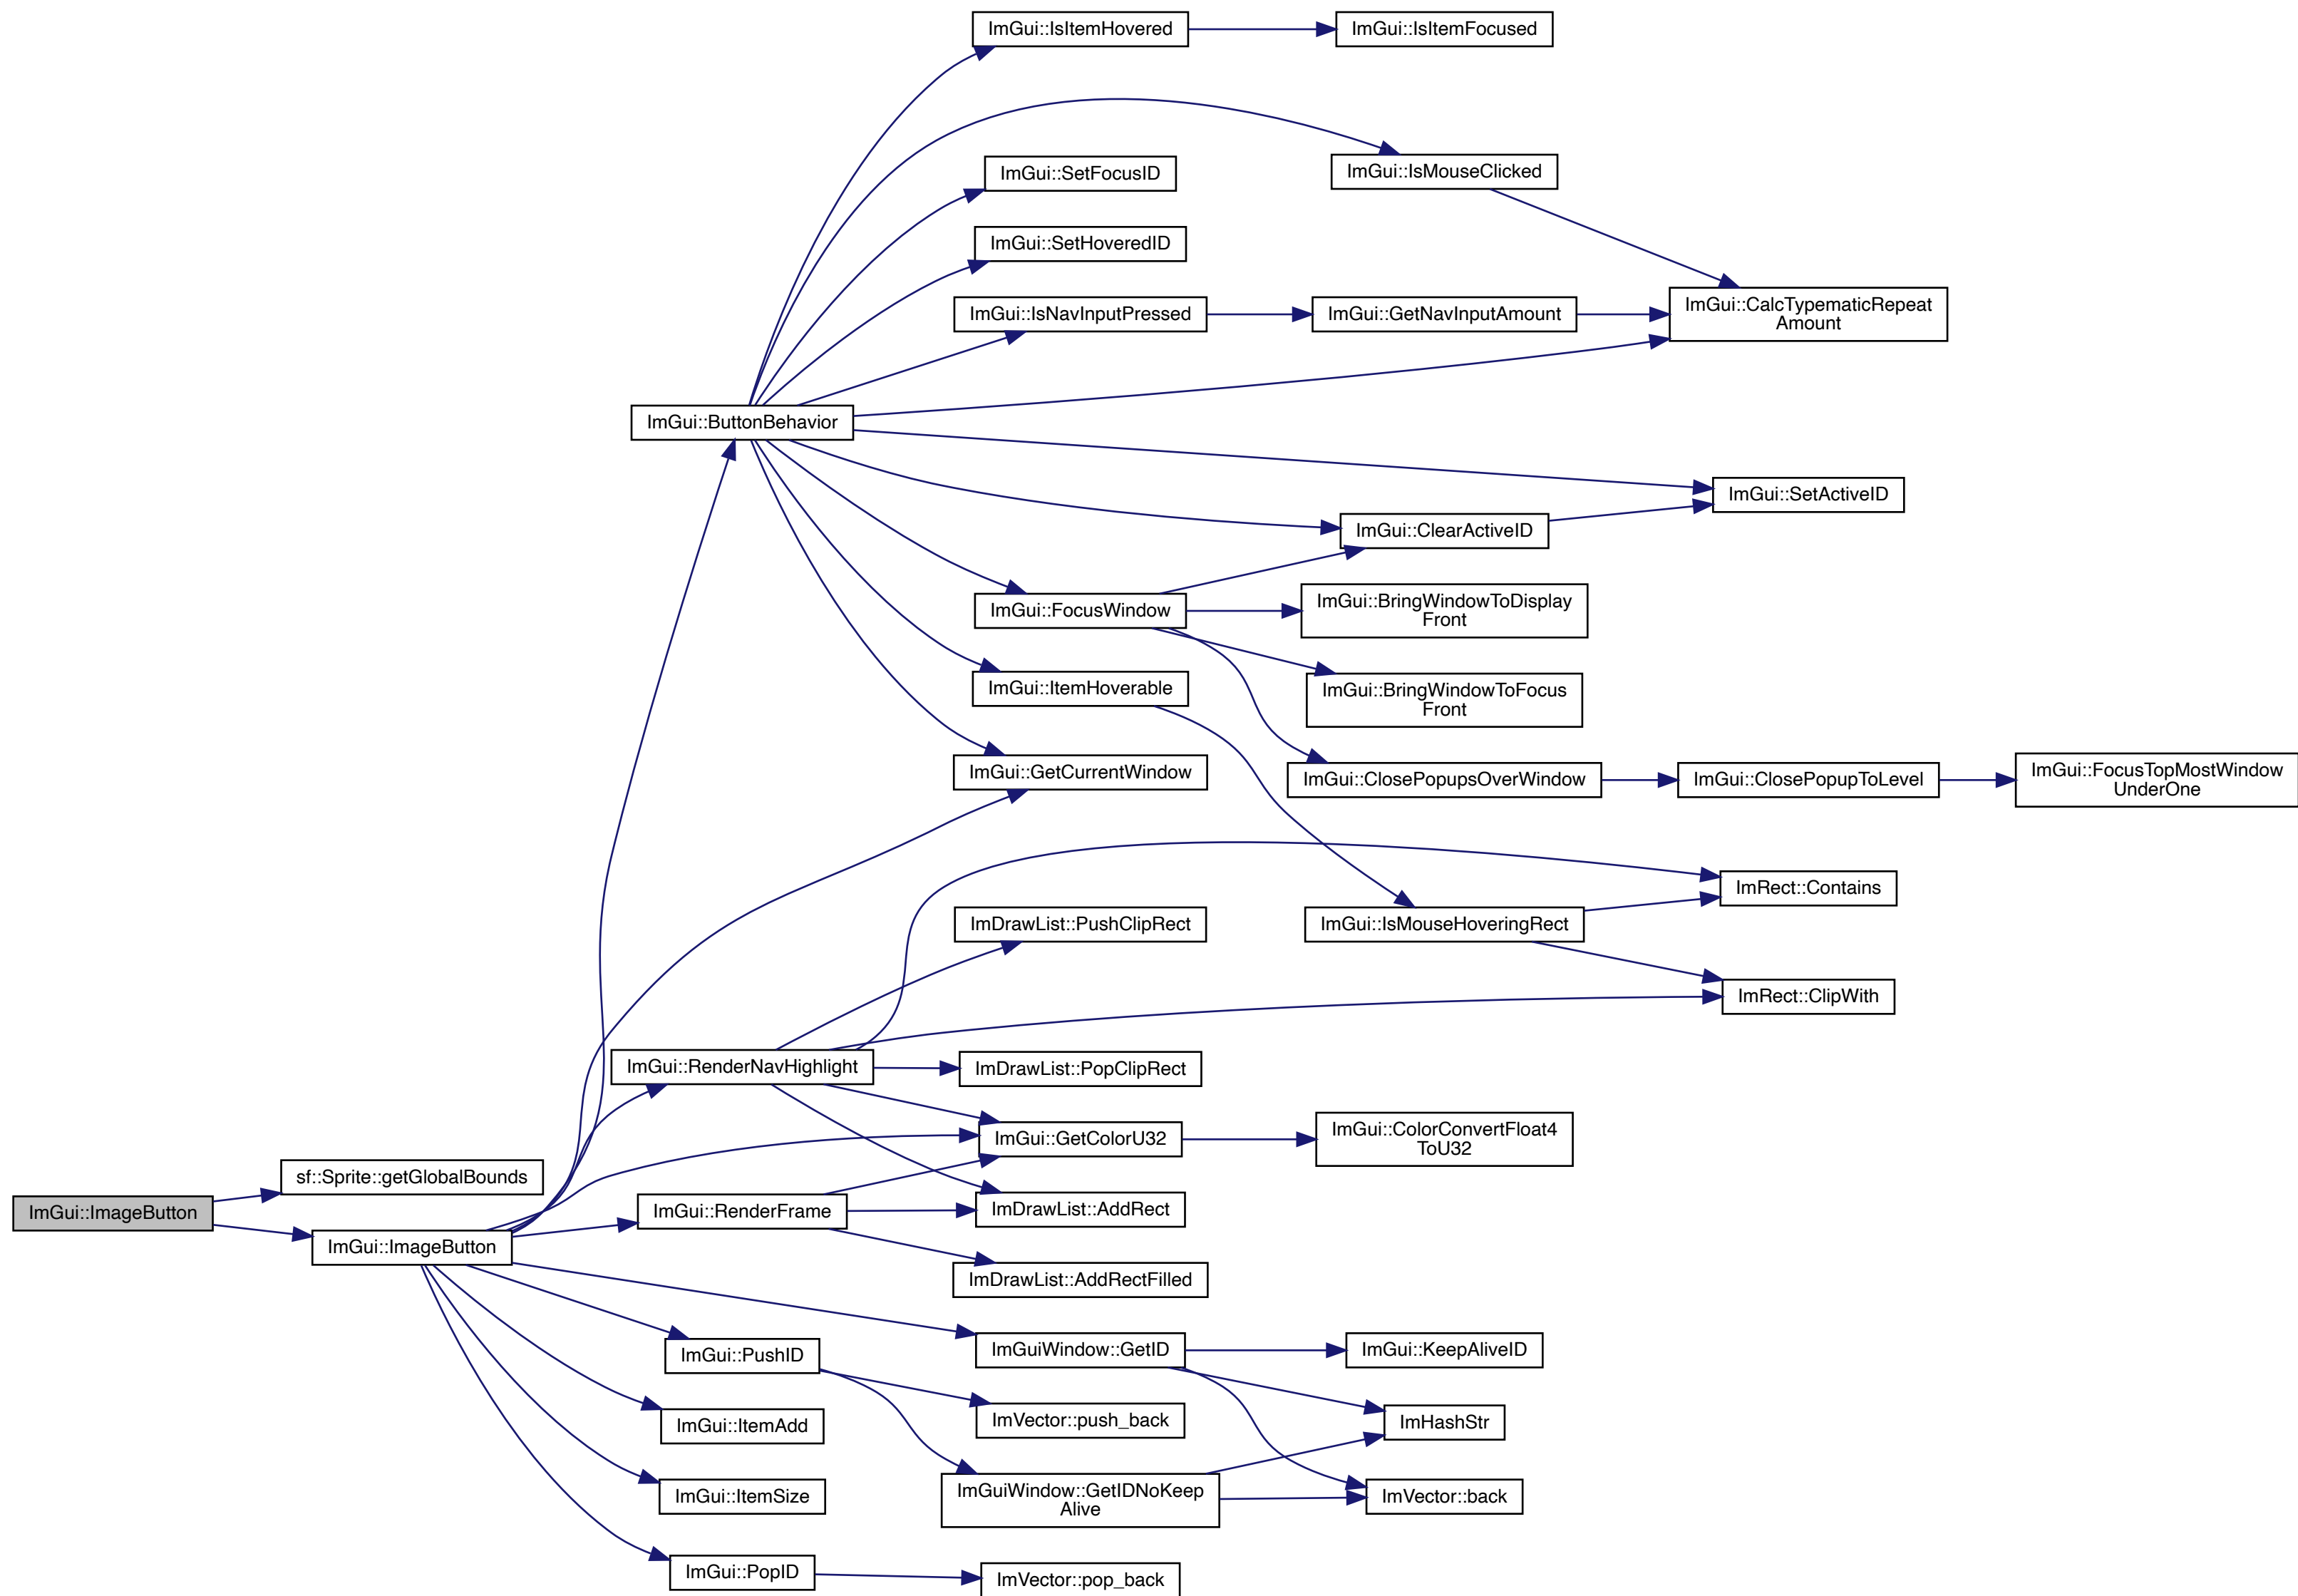 ImGui::IsItemHovered
ImGui::IsItemFocused
ImGui::IsMouseClicked
ImGui::SetFocusID
ImGui::SetHoveredID
ImGui::IsNavInputPressed
ImGui::GetNavInputAmount
ImGui::CalcTypematicRepeat
Amount
ImGui::ButtonBehavior
ImGui::SetActiveID
ImGui::ClearActiveID
ImGui::FocusWindow
ImGui::BringWindowToDisplay
Front
ImGui::ItemHoverable
ImGui::BringWindowToFocus
Front
ImGui::GetCurrentWindow
ImGui::ClosePopupsOverWindow
ImGui::ClosePopupToLevel
ImGui::FocusTopMostWindow
UnderOne
ImRect::Contains
ImDrawList::PushClipRect
ImGui::IsMouseHoveringRect
ImRect::ClipWith
ImGui::RenderNavHighlight
ImDrawList::PopClipRect
ImGui::GetColorU32
ImGui::ColorConvertFloat4
ToU32
sf::Sprite::getGlobalBounds
ImGui::ImageButton
ImGui::RenderFrame
ImDrawList::AddRect
ImGui::ImageButton
ImDrawList::AddRectFilled
ImGui::PushID
ImGuiWindow::GetID
ImGui::KeepAliveID
ImGui::ItemAdd
ImVector::push_back
ImHashStr
ImGui::ItemSize
ImGuiWindow::GetIDNoKeep
Alive
ImVector::back
ImGui::PopID
ImVector::pop_back